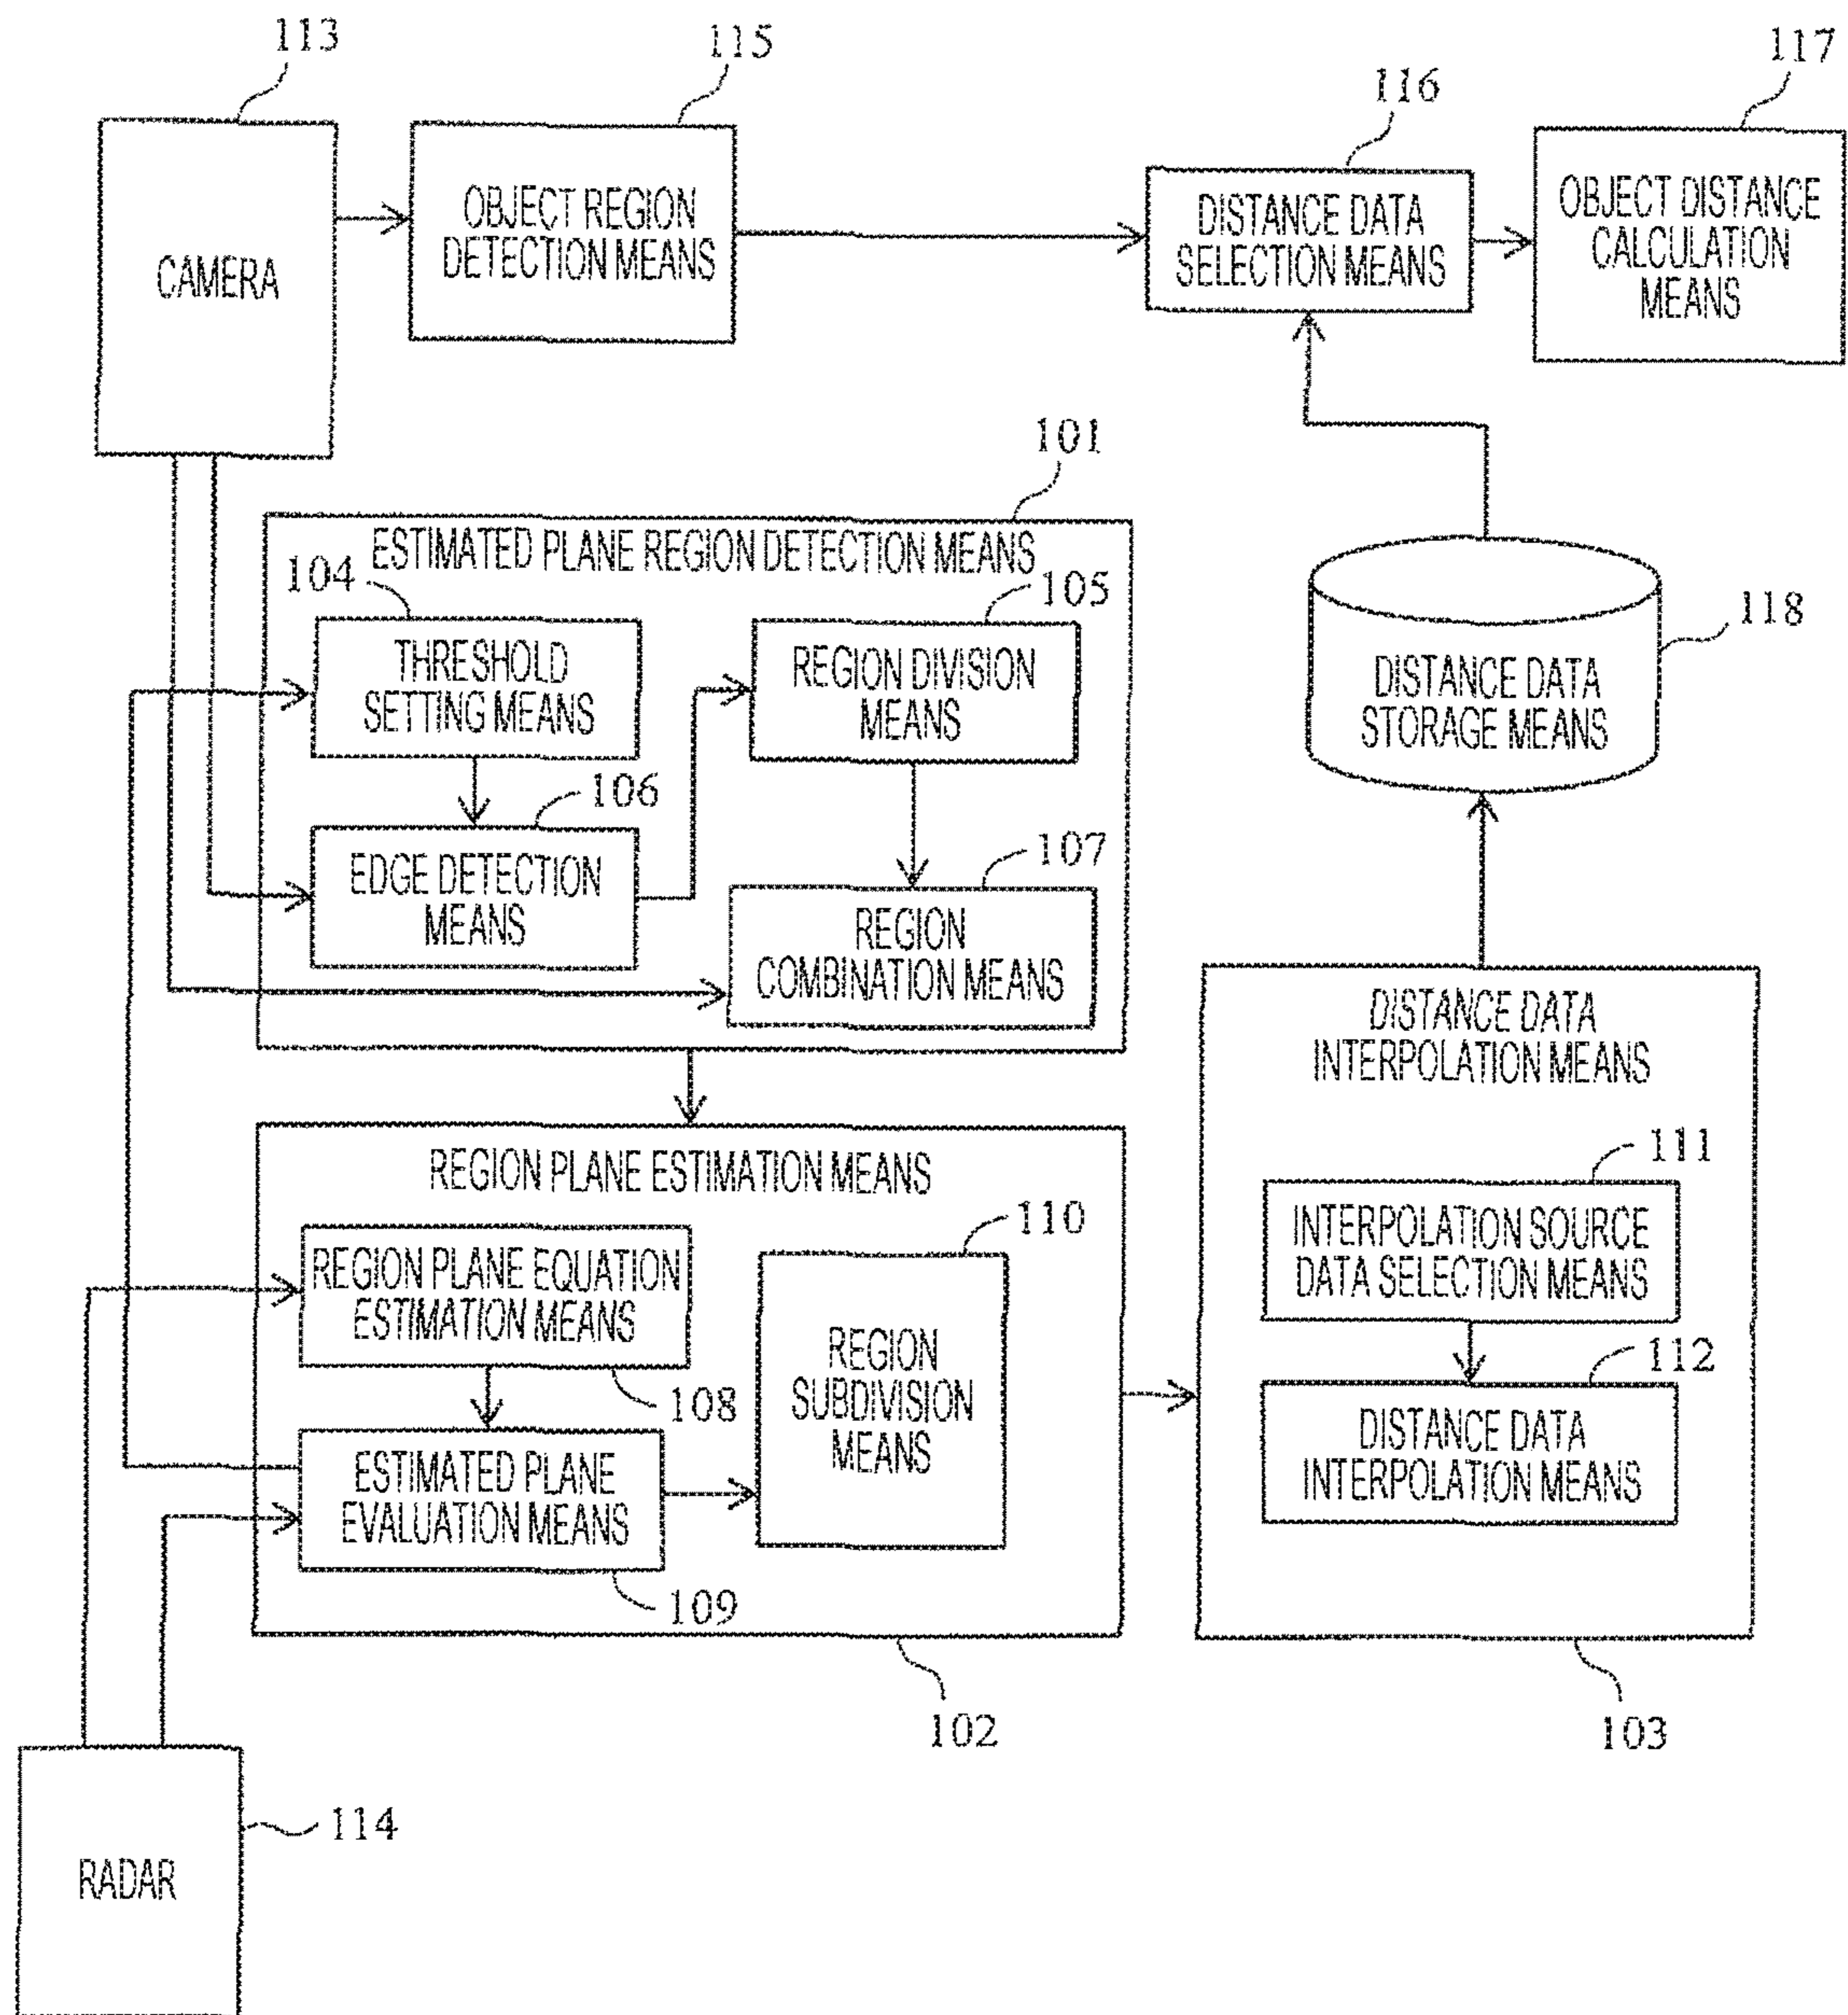 113
115
116
117
CAMERA
OBJECT REGION
DETECTION MEANS
DISTANCE DATA
SELECTION MEANS
OBJECT DISTANCE
CALCULATION
MEANS
101
ESTIMATED PLANE REGION DETECTION MEANS
104
THRESHOLD
SETTING MEANS
105
REGION DIVISION
MEANS
106
EDGE DETECTION
MEANS
107
REGION
COMBINATION MEANS
118
DISTANCE DATA
STORAGE MEANS
REGION PLANE ESTIMATION MEANS
REGION PLANE EQUATION
ESTIMATION MEANS
108
110
REGION
SUBDIVISION
MEANS
ESTIMATED PLANE
EVALUATION MEANS
109
102
DISTANCE DATA
INTERPOLATION MEANS
111
INTERPOLATION SOURCE
DATA SELECTION MEANS
112
DISTANCE DATA
INTERPOLATION MEANS
103
RADAR
114